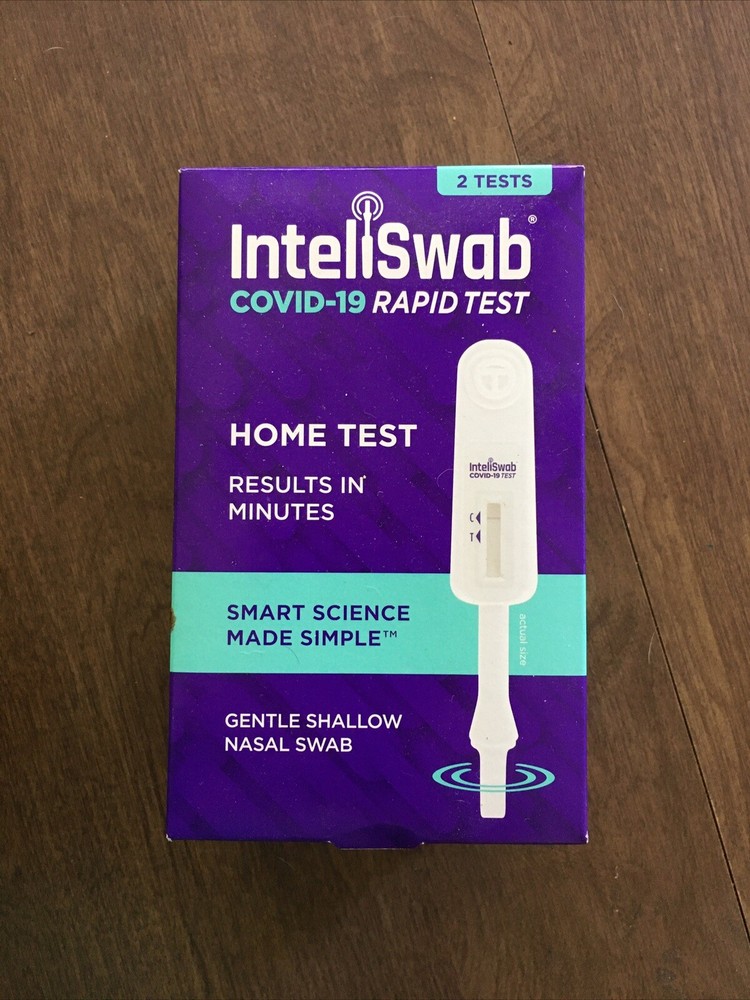 2 TESTS
InteliSwab®
COVID-19 RAPID TEST
HOME TEST
RESULTS IN
MINUTES
InteliSwab
COVID-19 TEST
C
T
SMART SCIENCE
MADE SIMPLE™
actual size
GENTLE SHALLOW
NASAL SWAB